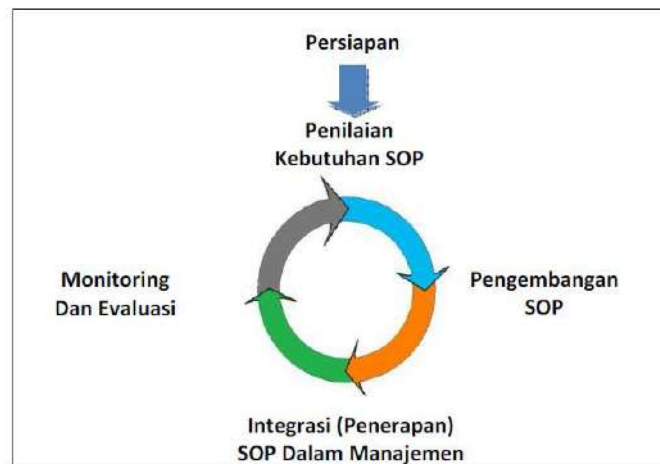 Persiapan
Penilaian
Kebutuhan SOP
Monitoring
Dan Evaluasi
Pengembangan
SOP
Integrasi (Penerapan)
SOP Dalam Manajemen